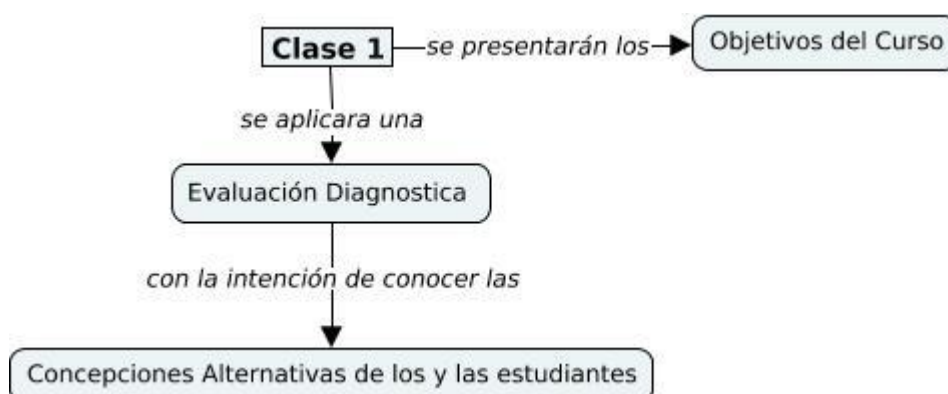 Clase 1
se presentarán los
Objetivos del Curso
se aplicara una
Evaluación Diagnostica
con la intención de conocer las
Concepciones Alternativas de los y las estudiantes